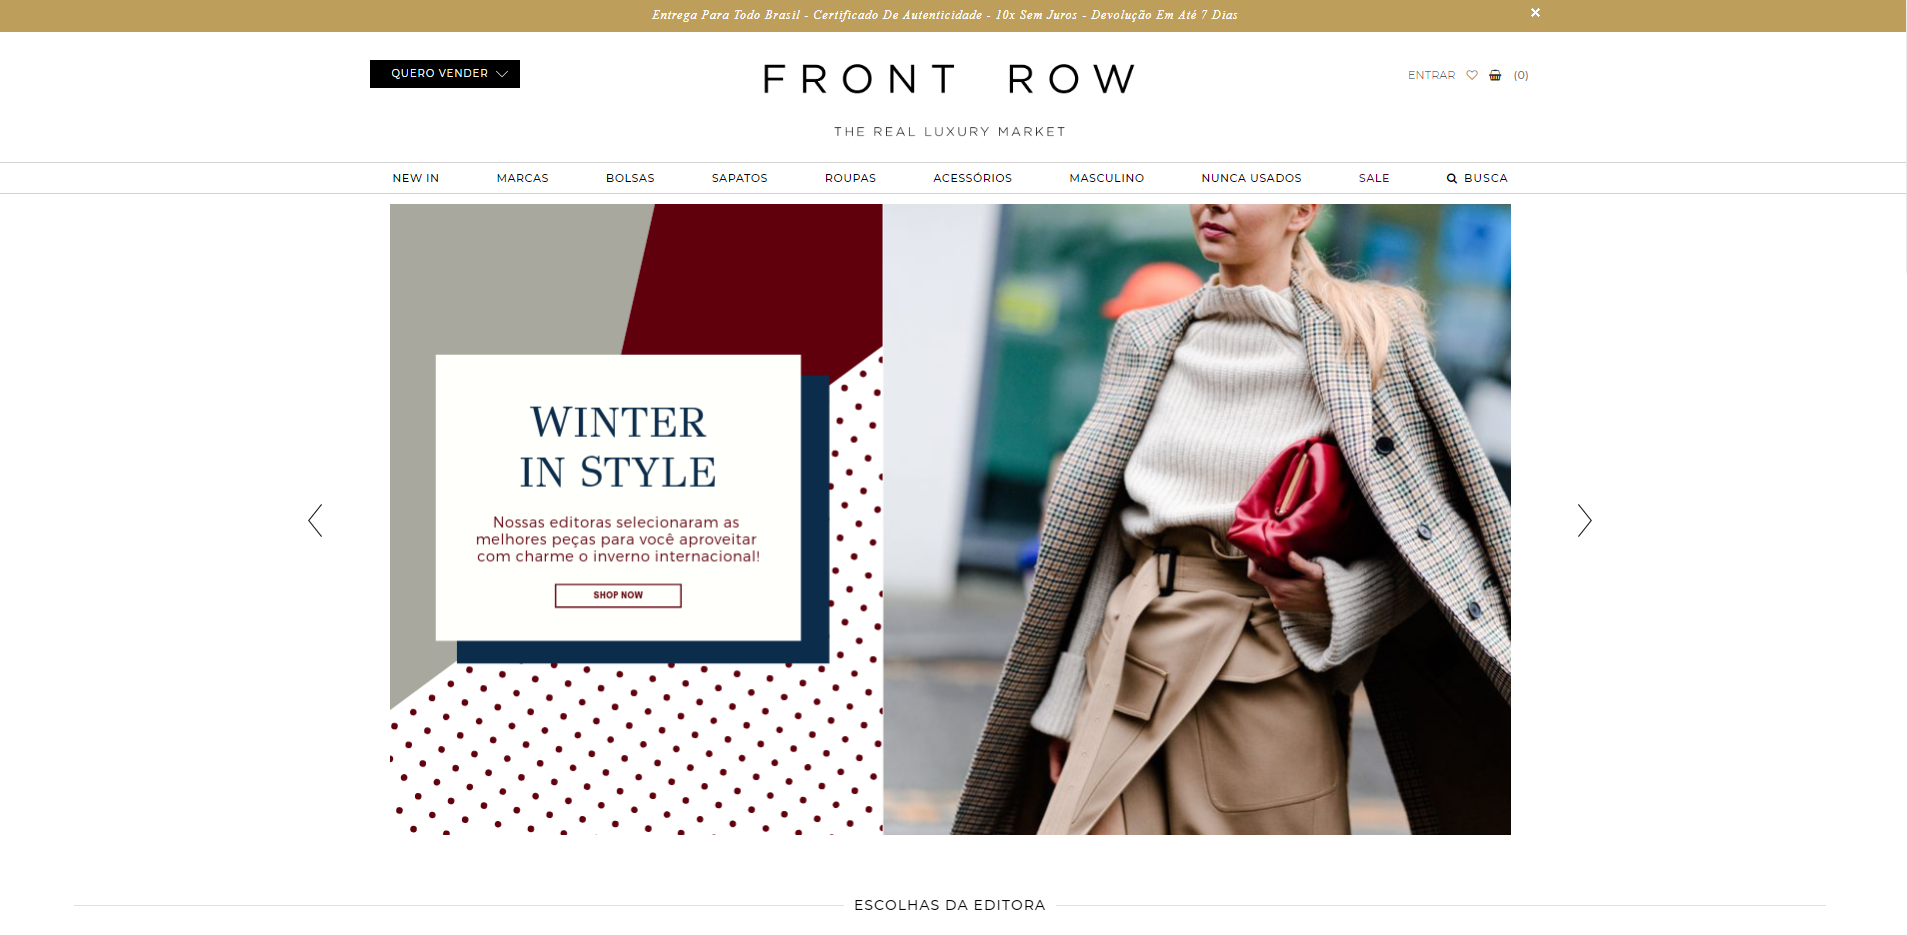 Entrega Para Todo Brasil - Certificado De Autenticidade - 10x Sem Juros - Devolução Em Até 7 Dias
QUERO VENDER
FRONT ROW
ENTRAR (0)
THE REAL LUXURY MARKET
NEW IN MARCAS BOLSAS SAPATOS ROUPAS ACESSÓRIOS MASCULINO NUNCA USADOS SALE BUSCA
WINTER
IN STYLE
Nossas editoras selecionaram as
melhores peças para você aproveitar
com charme o inverno internacional!
SHOP NOW
ESCOLHAS DA EDITORA